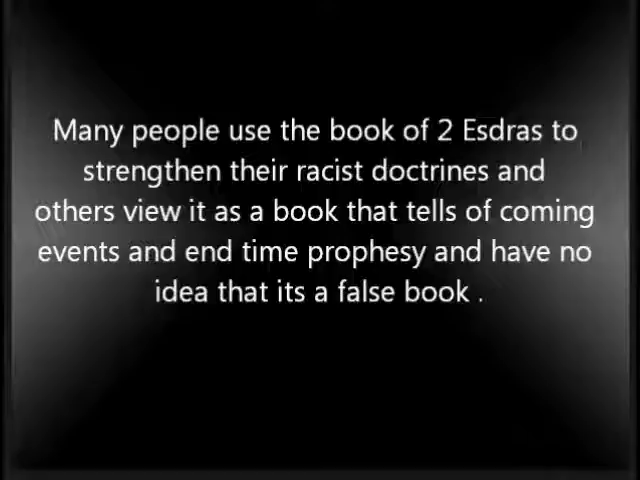 Many people use the book of 2 Esdras to
strengthen their racist doctrines and
others view it as a book that tells of coming
events and end time prophesy and have no
idea that its a false book .